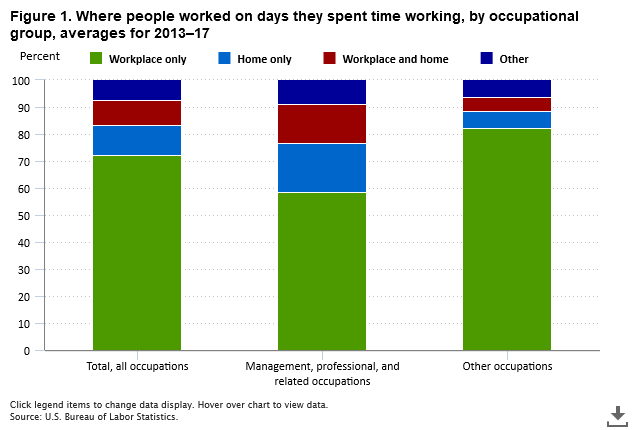 Figure 1. Where people worked on days they spent time working, by occupational
group, averages for 2013–17
Percent
Workplace only
Home only
Workplace and home
Other
100
90
80
70
60
50
40
30
20
10
0
Total, all occupations
Management, professional, and
related occupations
Other occupations
Click legend items to change data display. Hover over chart to view data.
Source: U.S. Bureau of Labor Statistics.